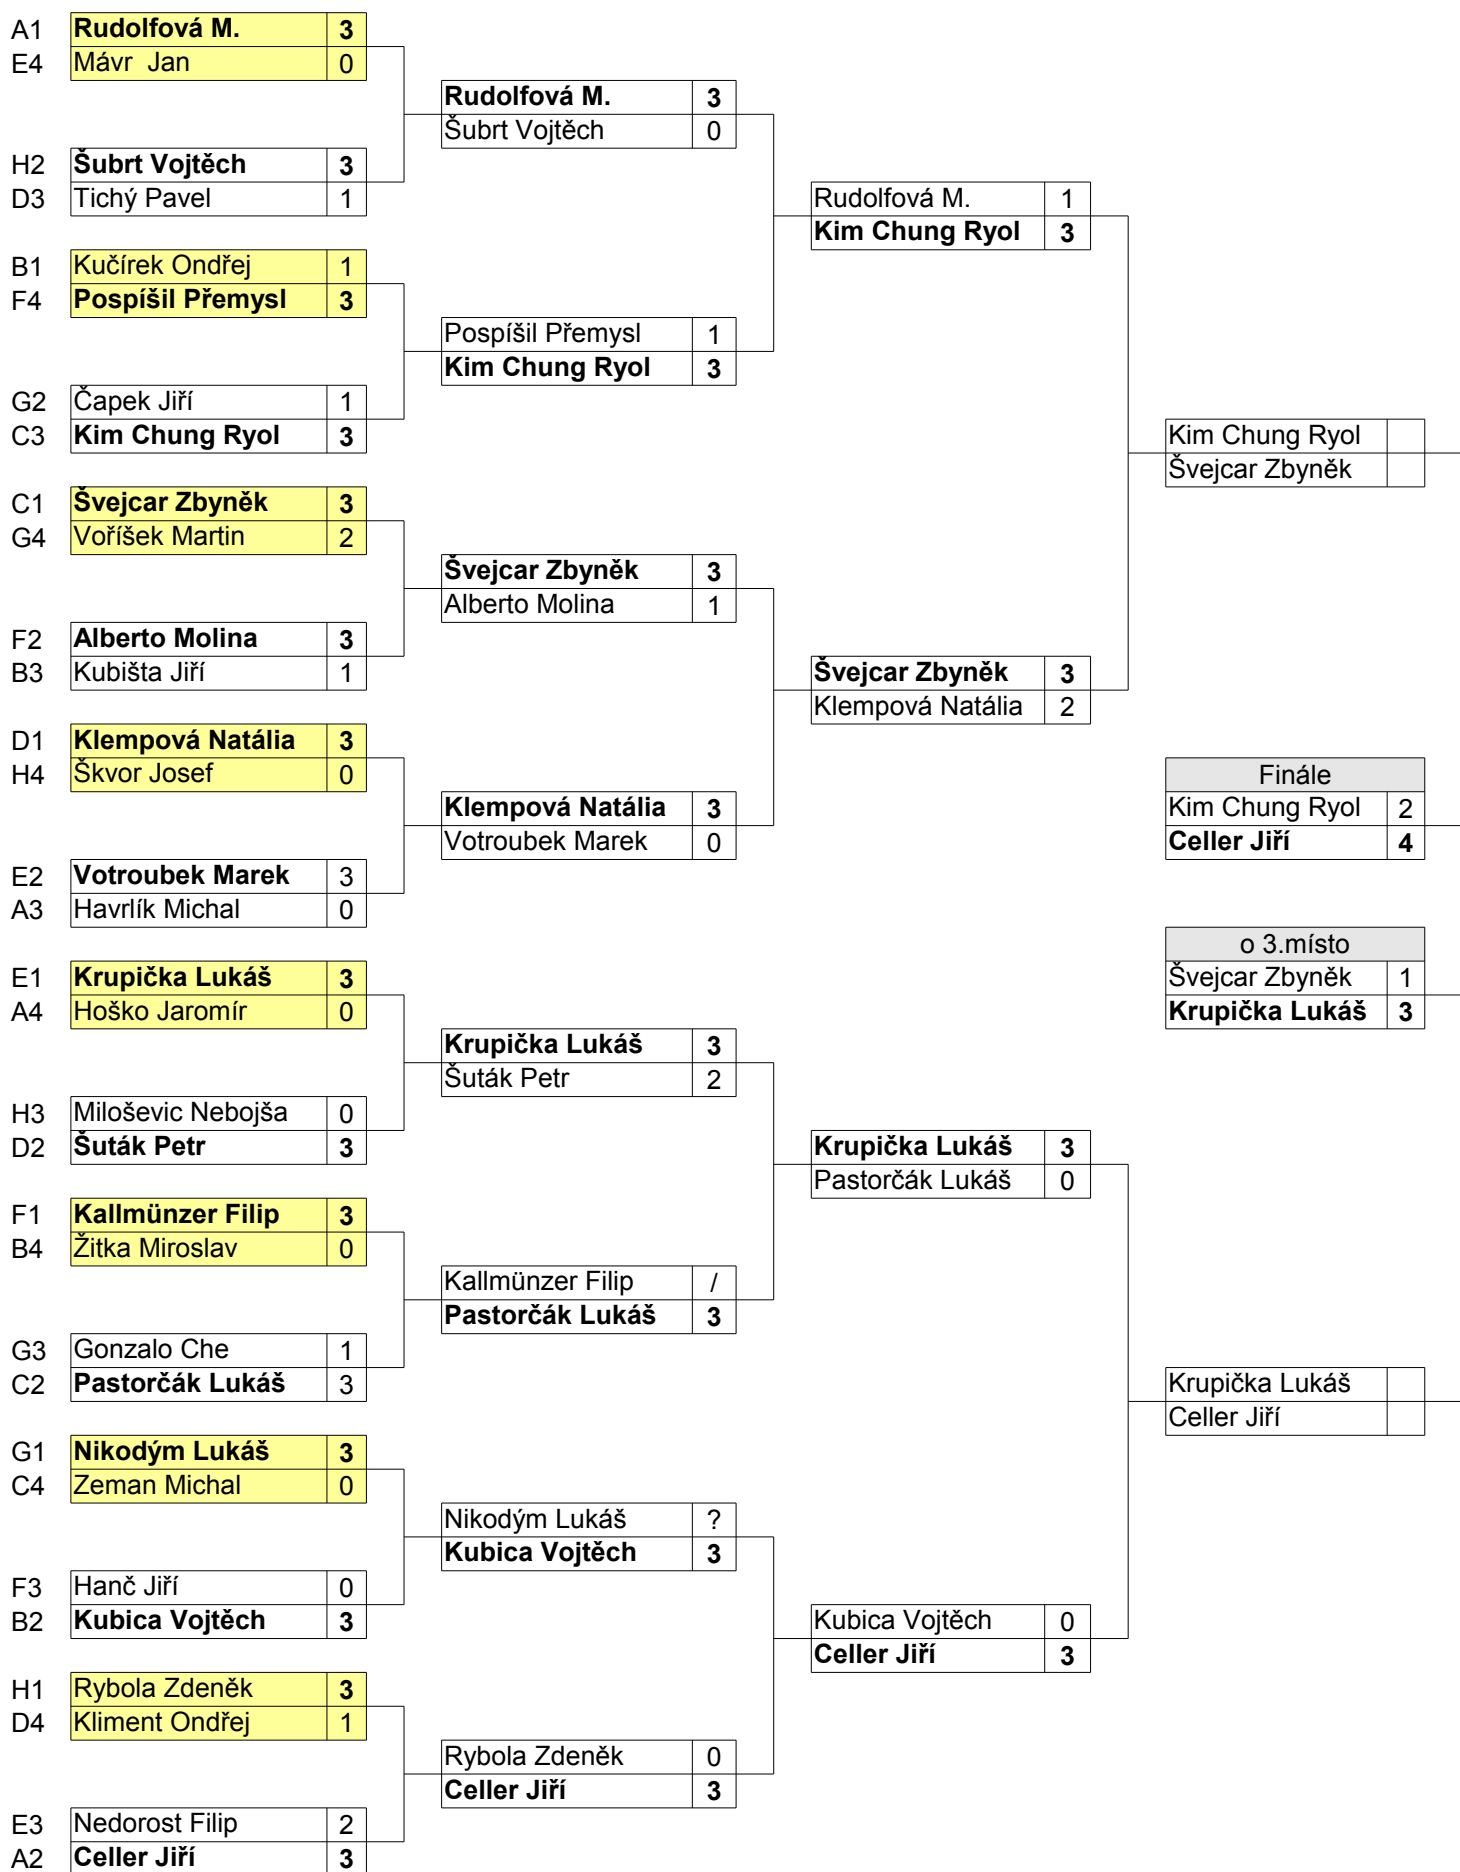 A1 Rudolfová M. 3
E4 Mávr  Jan 0
Rudolfová M. 3
Šubrt Vojtěch 0
H2 Šubrt Vojtěch 3
D3 Tichý Pavel 1
Rudolfová M. 1
Kim Chung Ryol 3
B1 Kučírek Ondřej 1
F4 Pospíšil Přemysl 3
Pospíšil Přemysl 1
Kim Chung Ryol 3
G2 Čapek Jiří 1
C3 Kim Chung Ryol 3
Kim Chung Ryol
Švejcar Zbyněk
C1 Švejcar Zbyněk 3
G4 Voříšek Martin 2
Švejcar Zbyněk 3
Alberto Molina 1
F2 Alberto Molina 3
B3 Kubišta Jiří 1
Švejcar Zbyněk 3
Klempová Natália 2
D1 Klempová Natália 3
H4 Škvor Josef 0
Finále
Kim Chung Ryol 2
Celler Jiří 4
Klempová Natália 3
Votroubek Marek 0
E2 Votroubek Marek 3
A3 Havrlík Michal 0
o 3.místo
Švejcar Zbyněk 1
Krupička Lukáš 3
E1 Krupička Lukáš 3
A4 Hoško Jaromír 0
Krupička Lukáš 3
Šuták Petr 2
H3 Miloševic Nebojša 0
D2 Šuták Petr 3
Krupička Lukáš 3
Pastorčák Lukáš 0
F1 Kallmünzer Filip 3
B4 Žitka Miroslav 0
Kallmünzer Filip /
Pastorčák Lukáš 3
G3 Gonzalo Che 1
C2 Pastorčák Lukáš 3
Krupička Lukáš
Celler Jiří
G1 Nikodým Lukáš 3
C4 Zeman Michal 0
Nikodým Lukáš ?
Kubica Vojtěch 3
F3 Hanč Jiří 0
B2 Kubica Vojtěch 3
Kubica Vojtěch 0
Celler Jiří 3
H1 Rybola Zdeněk 3
D4 Kliment Ondřej 1
Rybola Zdeněk 0
Celler Jiří 3
E3 Nedorost Filip 2
A2 Celler Jiří 3